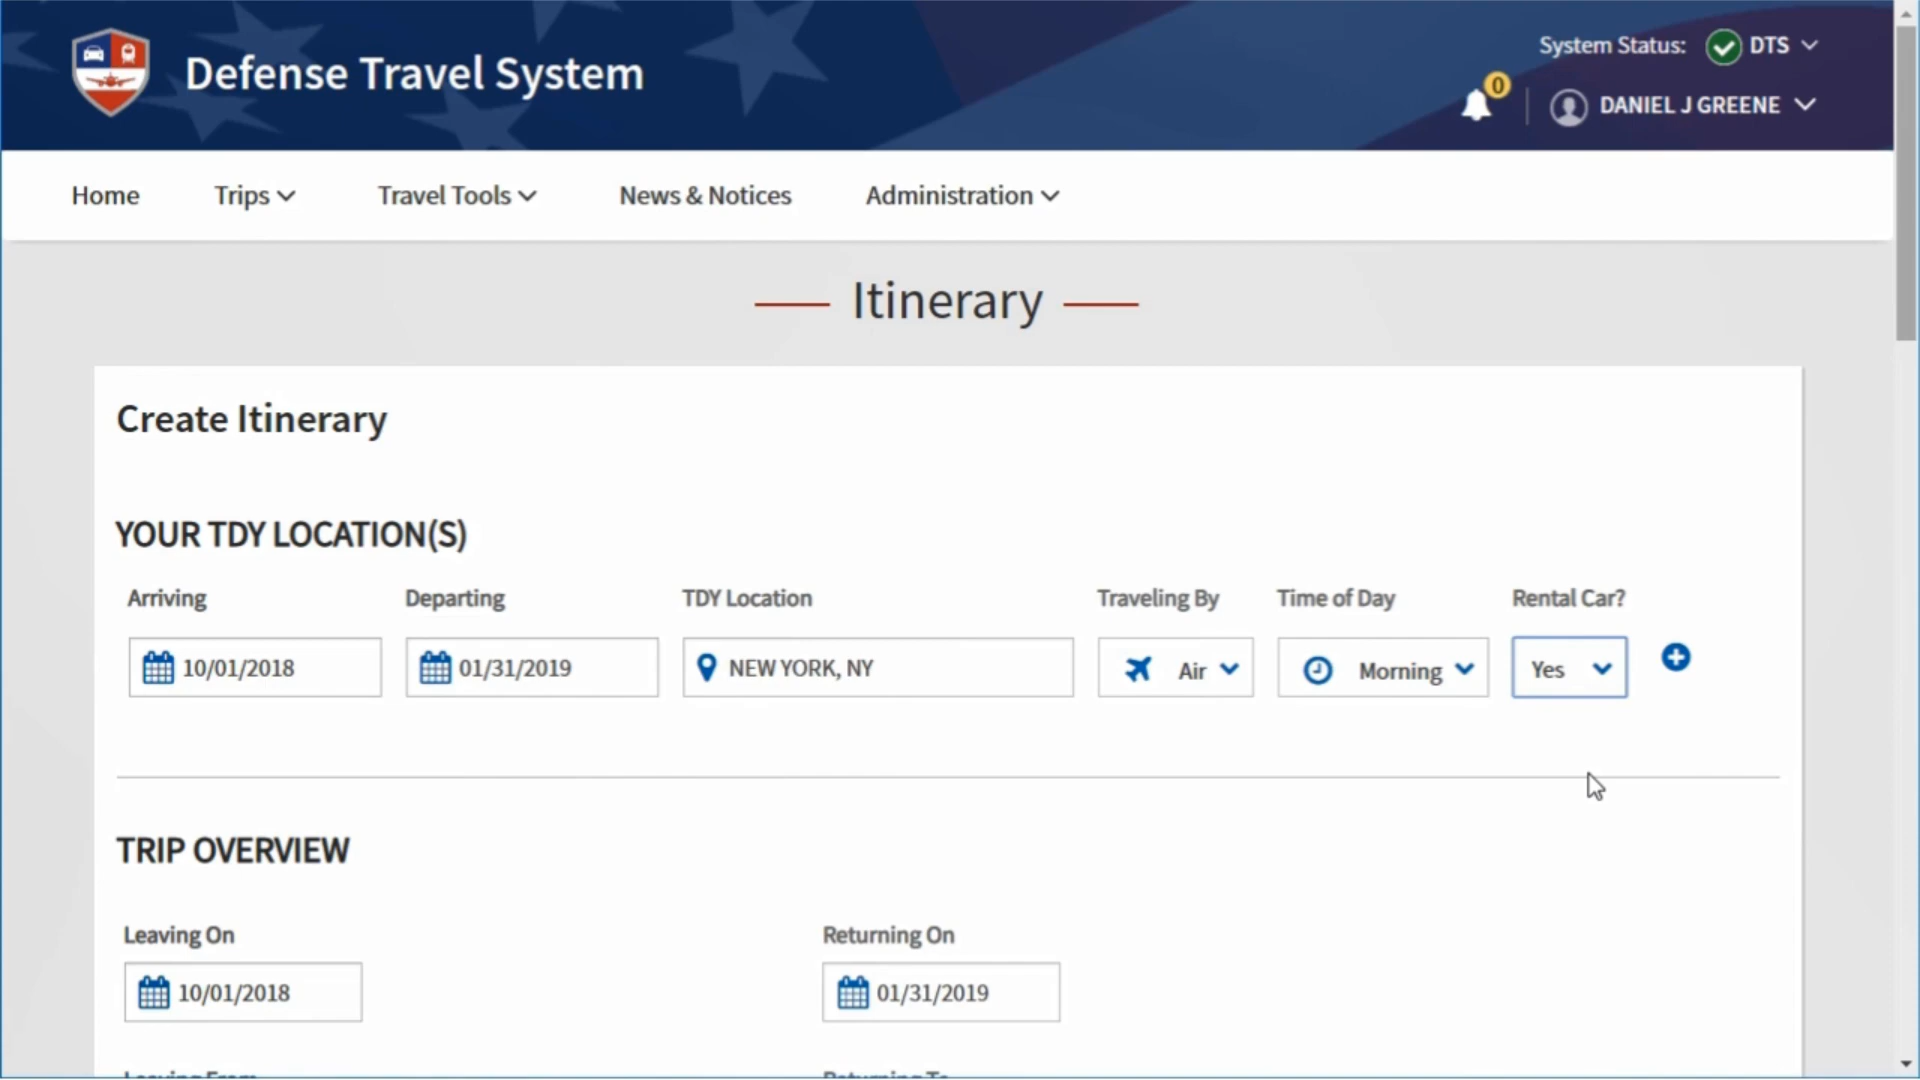 Defense Travel System
System Status: DTS
0
DANIEL J GREENE
Home Trips Travel Tools News & Notices Administration
Itinerary
Create Itinerary
YOUR TDY LOCATION(S)
Arriving Departing TDY Location Traveling By Time of Day Rental Car?
10/01/2018 01/31/2019 NEW YORK, NY Air Morning Yes
TRIP OVERVIEW
Leaving On Returning On
10/01/2018 01/31/2019